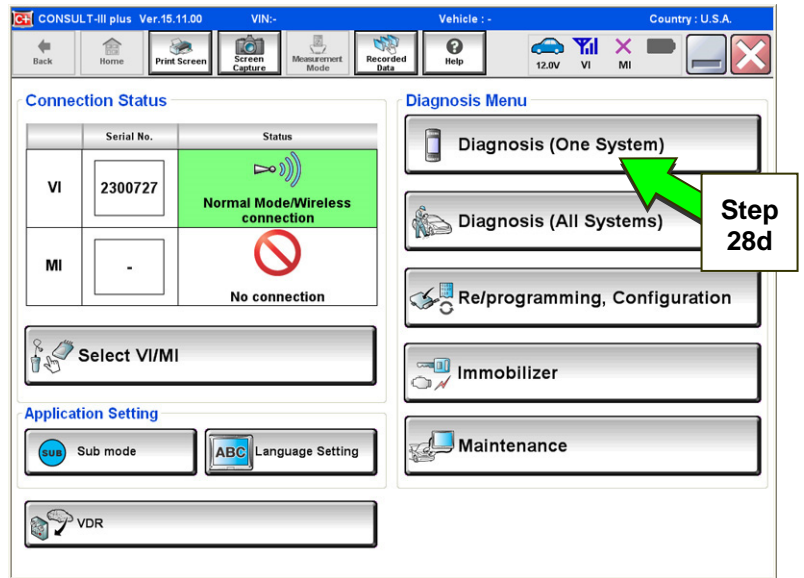 C+ CONSULT-III plus Ver.15.11.00 VIN:- Vehicle : - Country : U.S.A.
Back
Home
Print Screen
Screen
Capture
Measurement
Mode
Recorded
Data
?
Help
12.0V
VI
MI
Connection Status
Serial No. Status
VI
2300727
Normal Mode/Wireless
connection
MI
-
No connection
Select VI/MI
Application Setting
SUB Sub mode
ABC Language Setting
VDR
Diagnosis Menu
Diagnosis (One System)
Step
28d
Diagnosis (All Systems)
Re/programming, Configuration
Immobilizer
Maintenance